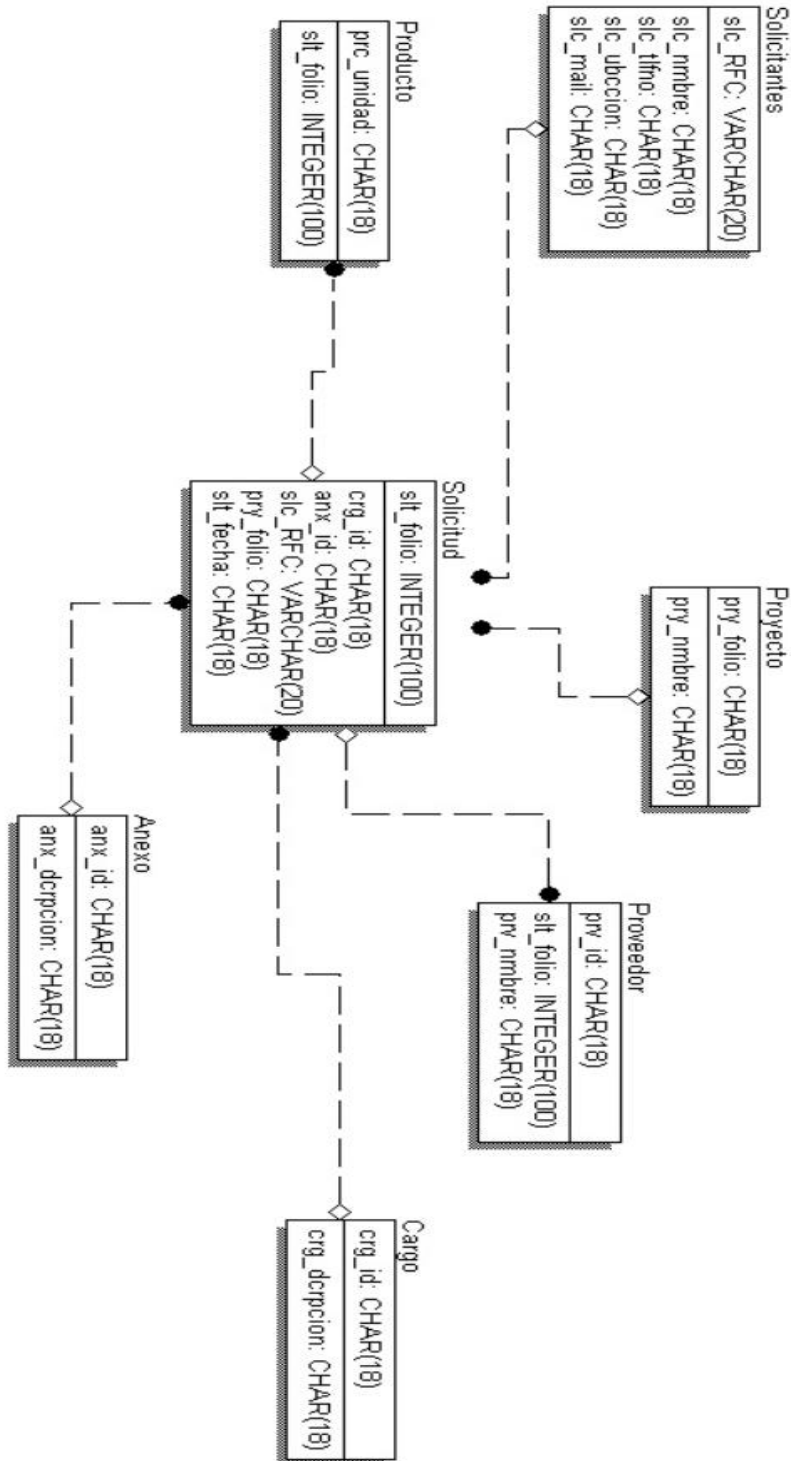 Solicitantes
slc_RFC: VARCHAR(20)
slc_nmbre: CHAR(18)
slc_tlfno: CHAR(18)
slc_ubccion: CHAR(18)
slc_mail: CHAR(18)
Proyecto
pry_folio: CHAR(18)
pry_nmbre: CHAR(18)
Proveedor
prv_id: CHAR(18)
slt_folio: INTEGER(100)
prv_nmbre: CHAR(18)
Producto
prc_unidad: CHAR(18)
slt_folio: INTEGER(100)
Solicitud
slt_folio: INTEGER(100)
crg_id: CHAR(18)
anx_id: CHAR(18)
slc_RFC: VARCHAR(20)
pry_folio: CHAR(18)
slt_fecha: CHAR(18)
Cargo
crg_id: CHAR(18)
crg_dcrpcion: CHAR(18)
Anexo
anx_id: CHAR(18)
anx_dcrpcion: CHAR(18)